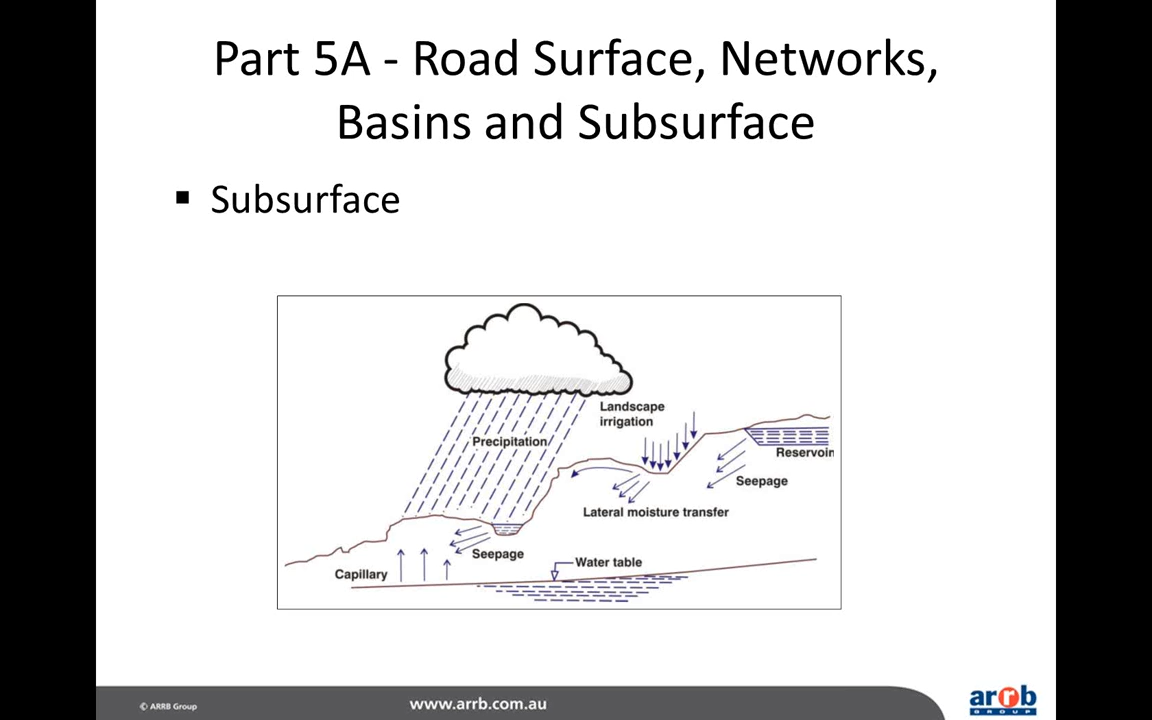 Part 5A - Road Surface, Networks,
Basins and Subsurface
▪ Subsurface
Landscape
irrigation
Precipitation
Reservoir
Seepage
Lateral moisture transfer
Seepage
Water table
Capillary
© ARRB Group
www.arrb.com.au
arrb
GROUP